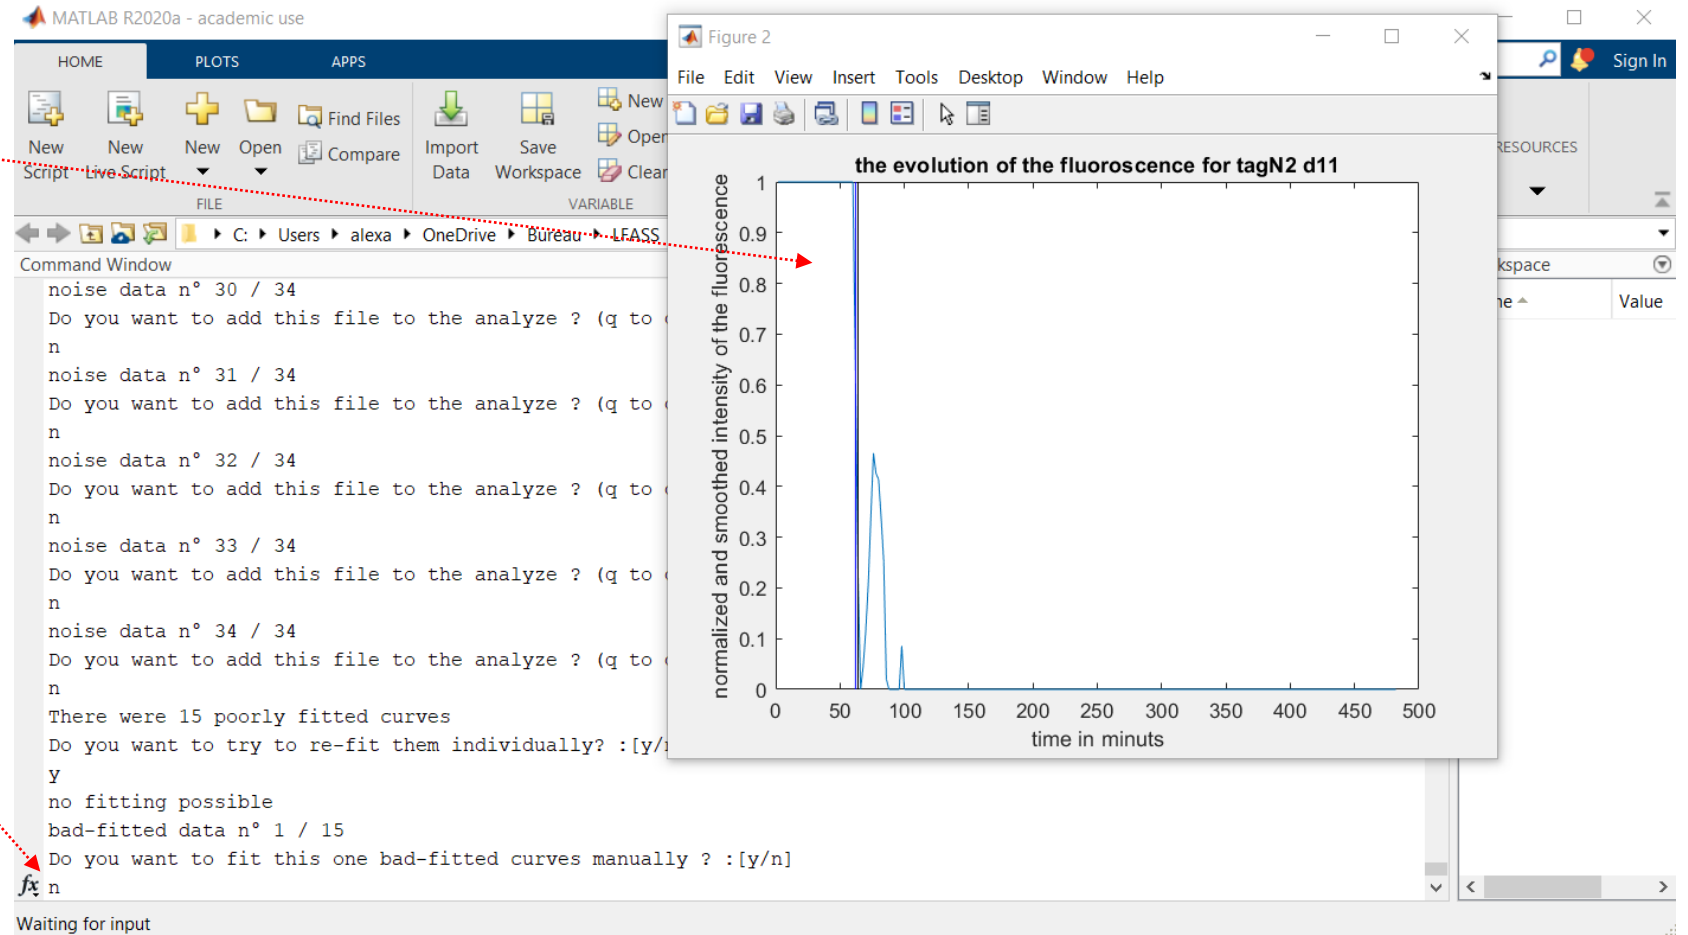 MATLAB R2020a - academic use
HOME PLOTS APPS
Sign In
New Script
New Live Script
New
Open
Find Files
Compare
Import Data
Save Workspace
New
Open
Clear
FILE
VARIABLE
RESOURCES
C: Users alexa OneDrive Bureau LEASS
Command Window
noise data n° 30 / 34
Do you want to add this file to the analyze ? (q to
n
noise data n° 31 / 34
Do you want to add this file to the analyze ? (q to
n
noise data n° 32 / 34
Do you want to add this file to the analyze ? (q to
n
noise data n° 33 / 34
Do you want to add this file to the analyze ? (q to
n
noise data n° 34 / 34
Do you want to add this file to the analyze ? (q to
n
There were 15 poorly fitted curves
Do you want to try to re-fit them individually? :[y/
y
no fitting possible
bad-fitted data n° 1 / 15
Do you want to fit this one bad-fitted curves manually ? :[y/n]
fx n
Waiting for input
Figure 2
File Edit View Insert Tools Desktop Window Help
the evolution of the fluoroscence for tagN2 d11
normalized and smoothed intensity of the fluorescence
1
0.9
0.8
0.7
0.6
0.5
0.4
0.3
0.2
0.1
0
0 50 100 150 200 250 300 350 400 450 500
time in minuts
kspace
ne
Value